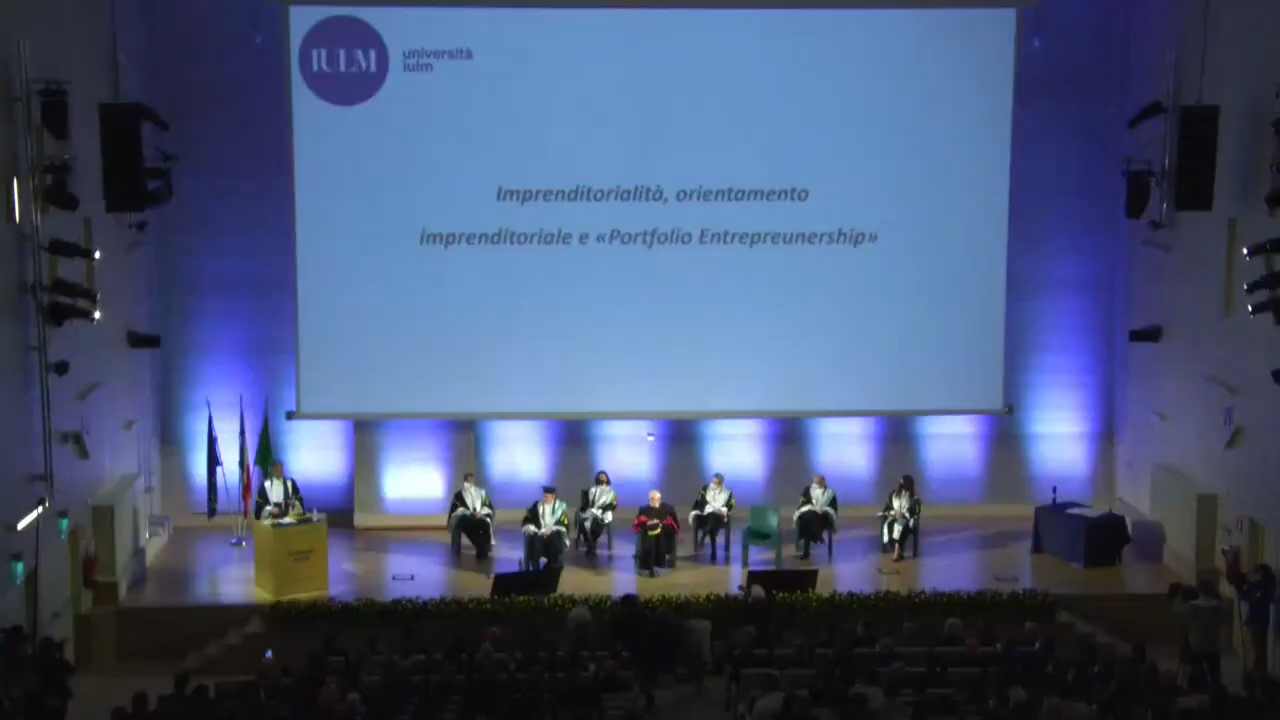 IULM
università
iulm
Imprenditorialità, orientamento
imprenditoriale e «Portfolio Entrepreunership»